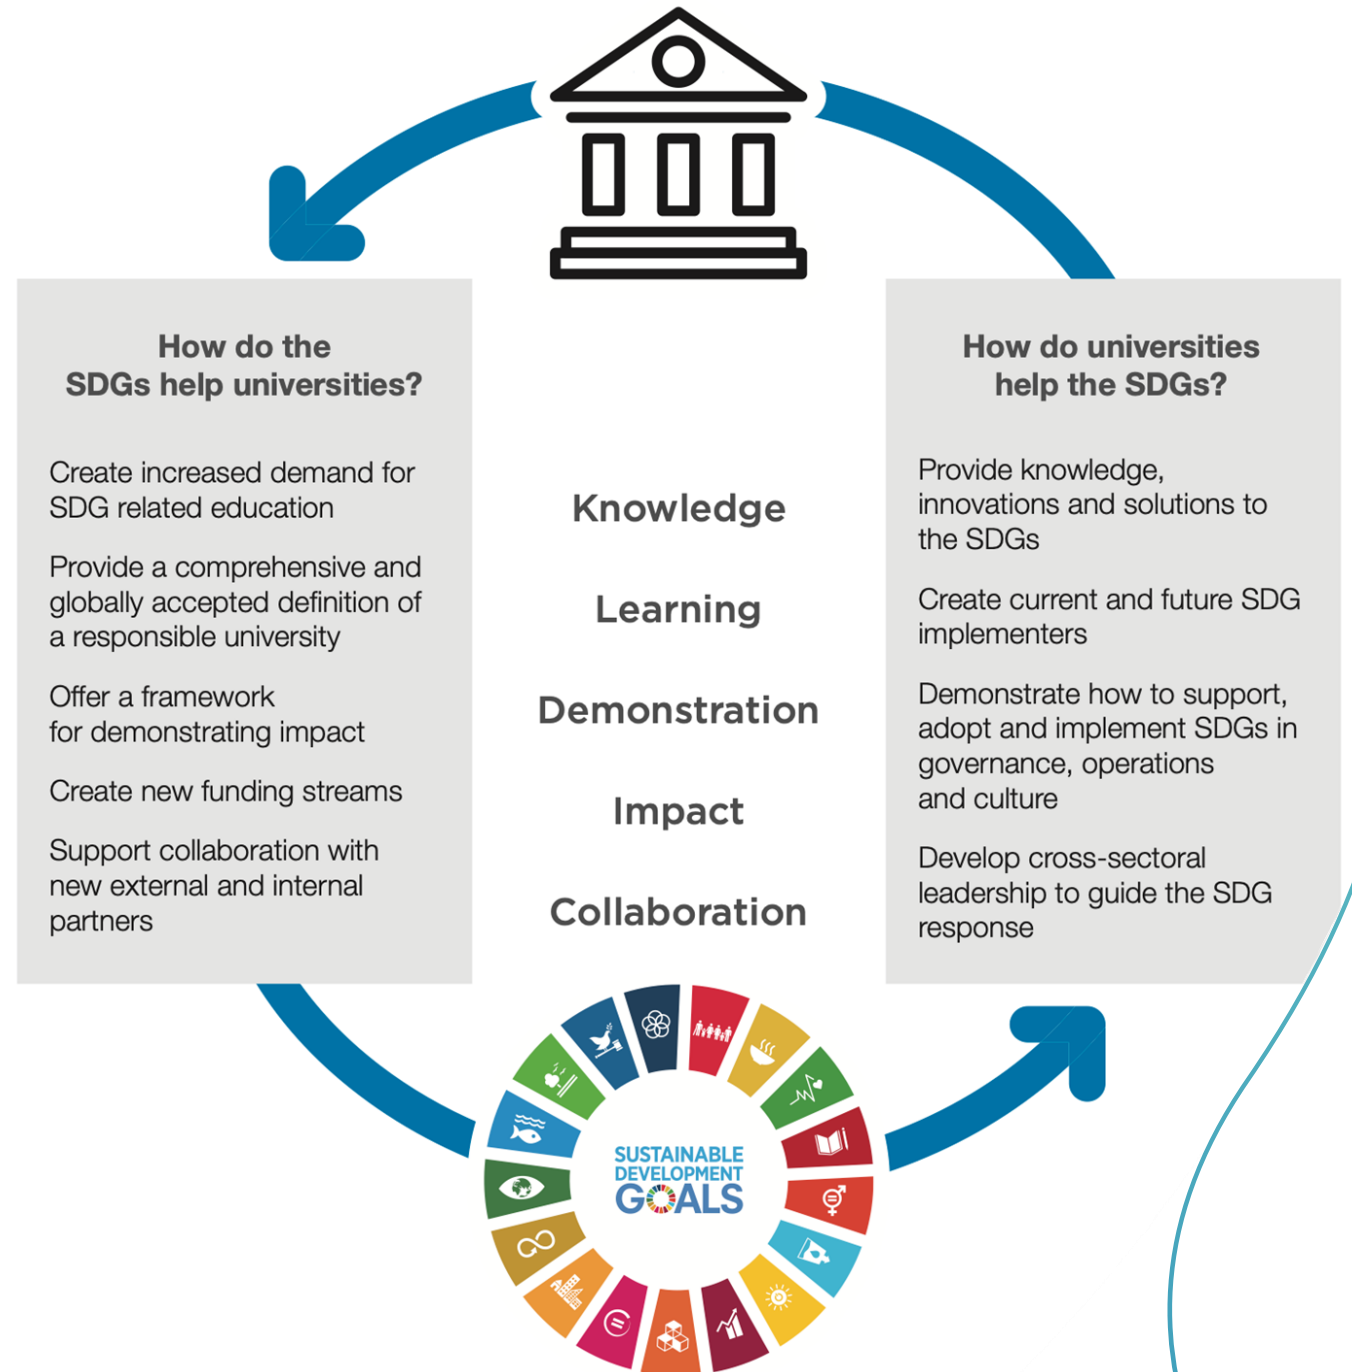 How do the
SDGs help universities?
Create increased demand for
SDG related education
Provide a comprehensive and
globally accepted definition of
a responsible university
Offer a framework
for demonstrating impact
Create new funding streams
Support collaboration with
new external and internal
partners
Knowledge
Learning
Demonstration
Impact
Collaboration
How do universities
help the SDGs?
Provide knowledge,
innovations and solutions to
the SDGs
Create current and future SDG
implementers
Demonstrate how to support,
adopt and implement SDGs in
governance, operations
and culture
Develop cross-sectoral
leadership to guide the SDG
response
SUSTAINABLE
DEVELOPMENT
GOALS